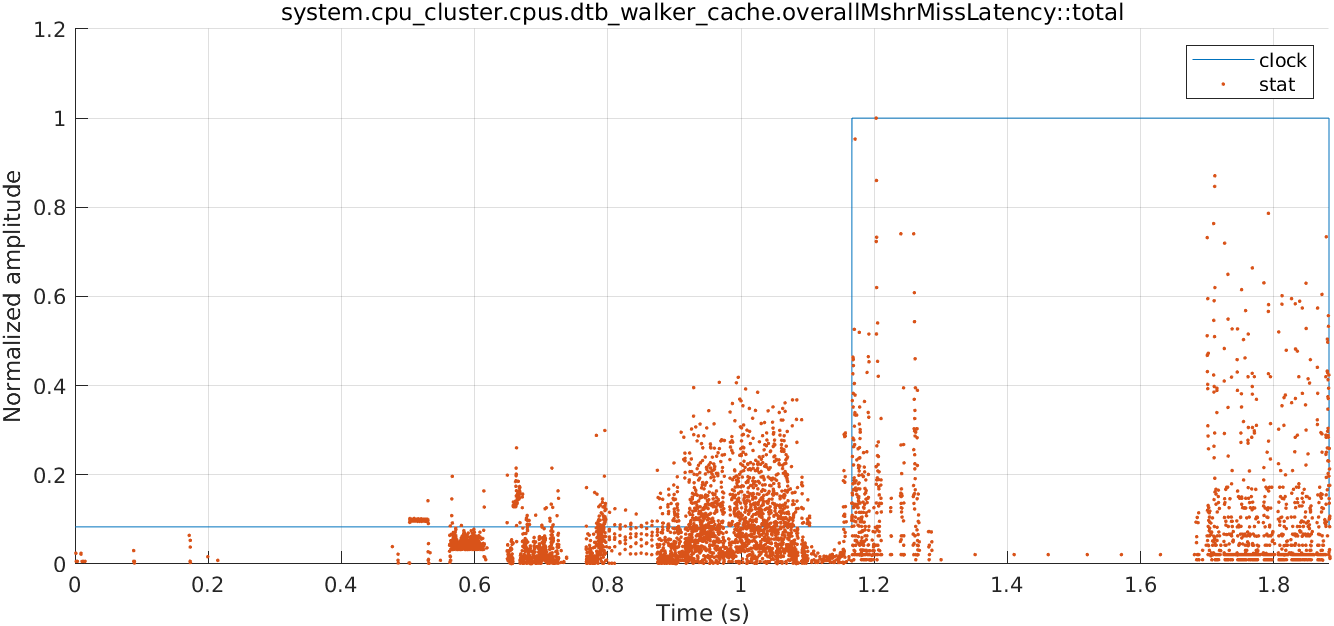 system.cpu_cluster.cpus.dtb_walker_cache.overallMshrMissLatency::total
1.2
1
0.8
0.6
0.4
0.2
0
Normalized amplitude
clock
stat
0 0.2 0.4 0.6 0.8 1 1.2 1.4 1.6 1.8
Time (s)